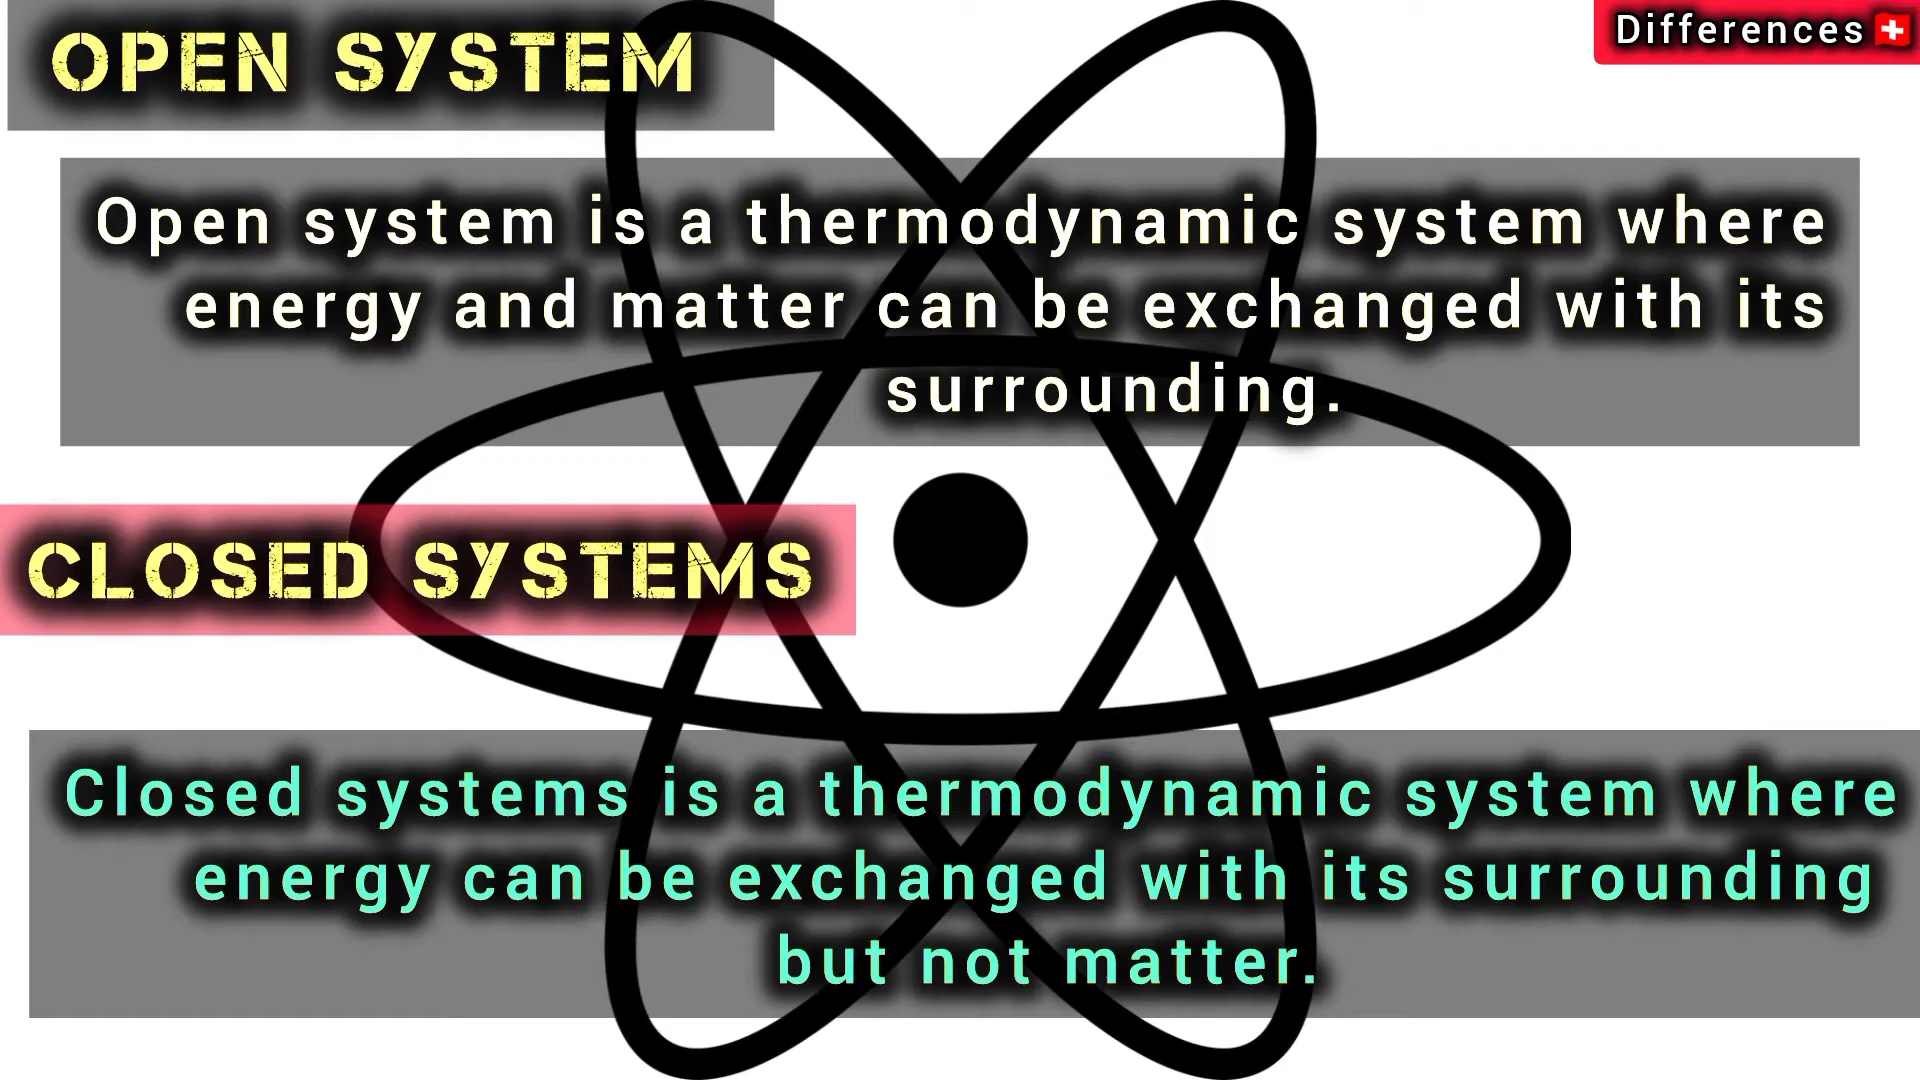 OPEN SYSTEM
Differences
Open system is a thermodynamic system where
energy and matter can be exchanged with its
surrounding.
CLOSED SYSTEMS
Closed systems is a thermodynamic system where
energy can be exchanged with its surrounding
but not matter.